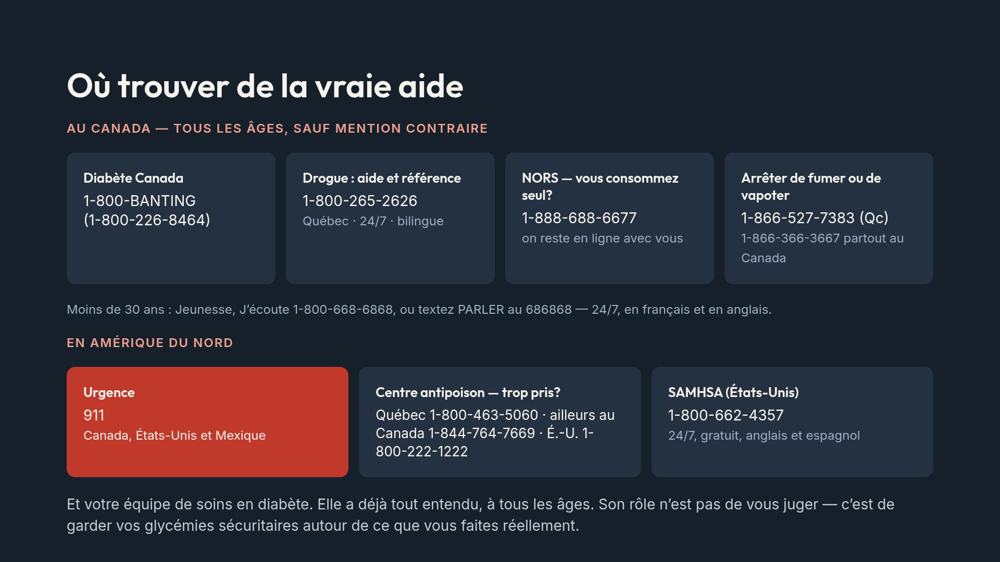 Où trouver de la vraie aide
AU CANADA — TOUS LES ÂGES, SAUF MENTION CONTRAIRE
Diabète Canada
1-800-BANTING
(1-800-226-8464)
Drogue : aide et référence
1-800-265-2626
Québec · 24/7 · bilingue
NORS — vous consommez
seul?
1-888-688-6677
on reste en ligne avec vous
Arrêter de fumer ou de
vapoter
1-866-527-7383 (Qc)
1-866-366-3667 partout au
Canada
Moins de 30 ans : Jeunesse, J’écoute 1-800-668-6868, ou textez PARLER au 686868 — 24/7, en français et en anglais.
EN AMÉRIQUE DU NORD
Urgence
911
Canada, États-Unis et Mexique
Centre antipoison — trop pris?
Québec 1-800-463-5060 · ailleurs au
Canada 1-844-764-7669 · É.-U. 1-
800-222-1222
SAMHSA (États-Unis)
1-800-662-4357
24/7, gratuit, anglais et espagnol
Et votre équipe de soins en diabète. Elle a déjà tout entendu, à tous les âges. Son rôle n’est pas de vous juger — c’est de
garder vos glycémies sécuritaires autour de ce que vous faites réellement.